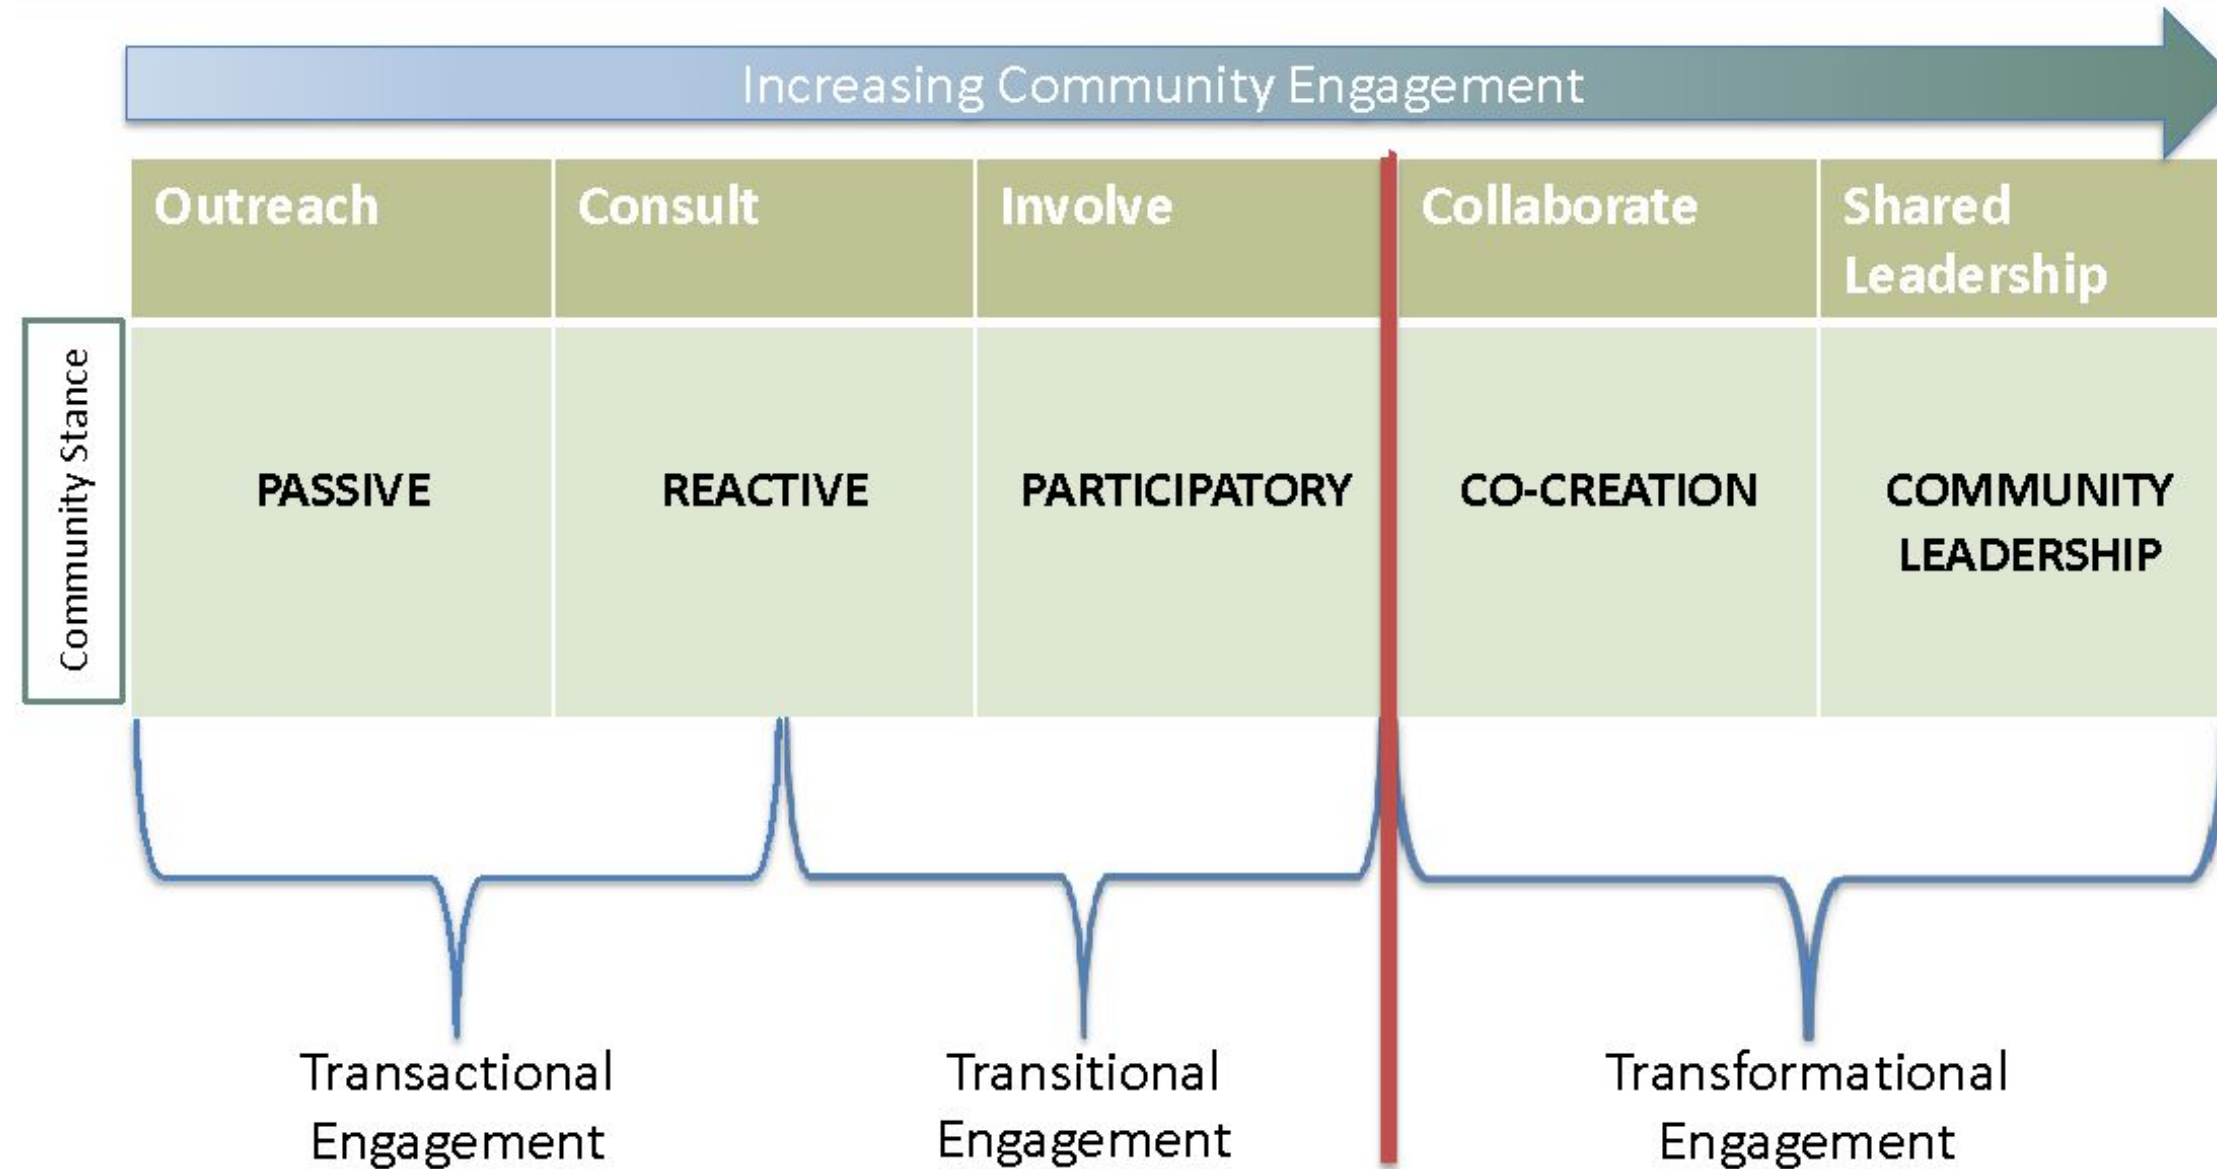 Increasing Community Engagement
Outreach
Consult
Involve
Collaborate
Shared
Leadership
Community Stance
PASSIVE
REACTIVE
PARTICIPATORY
CO-CREATION
COMMUNITY
LEADERSHIP
Transactional
Engagement
Transitional
Engagement
Transformational
Engagement